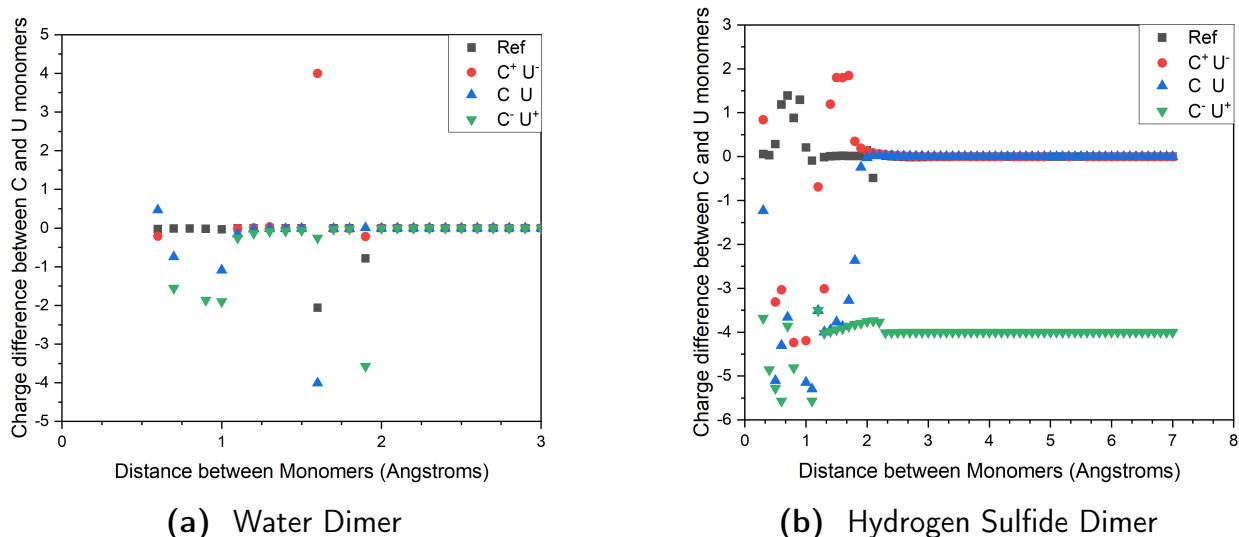 Charge difference between C and U monomers
5
4
3
2
1
0
-1
-2
-3
-4
-5
0
1
2
3
Distance between Monomers (Angstroms)
Ref
C⁺ U⁻
C U
C⁻ U⁺
(a) Water Dimer
Charge difference between C and U monomers
3
2
1
0
-1
-2
-3
-4
-5
-6
0
1
2
3
4
5
6
7
8
Distance between Monomers (Angstroms)
Ref
C⁺ U⁻
C U
C⁻ U⁺
(b) Hydrogen Sulfide Dimer